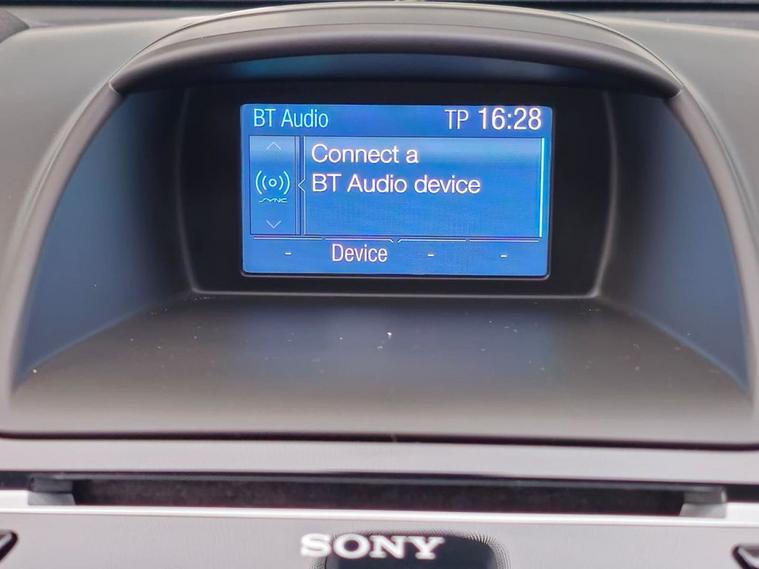 BT Audio TP 16:28
Connect a
BT Audio device
SYNC
- Device - -
SONY